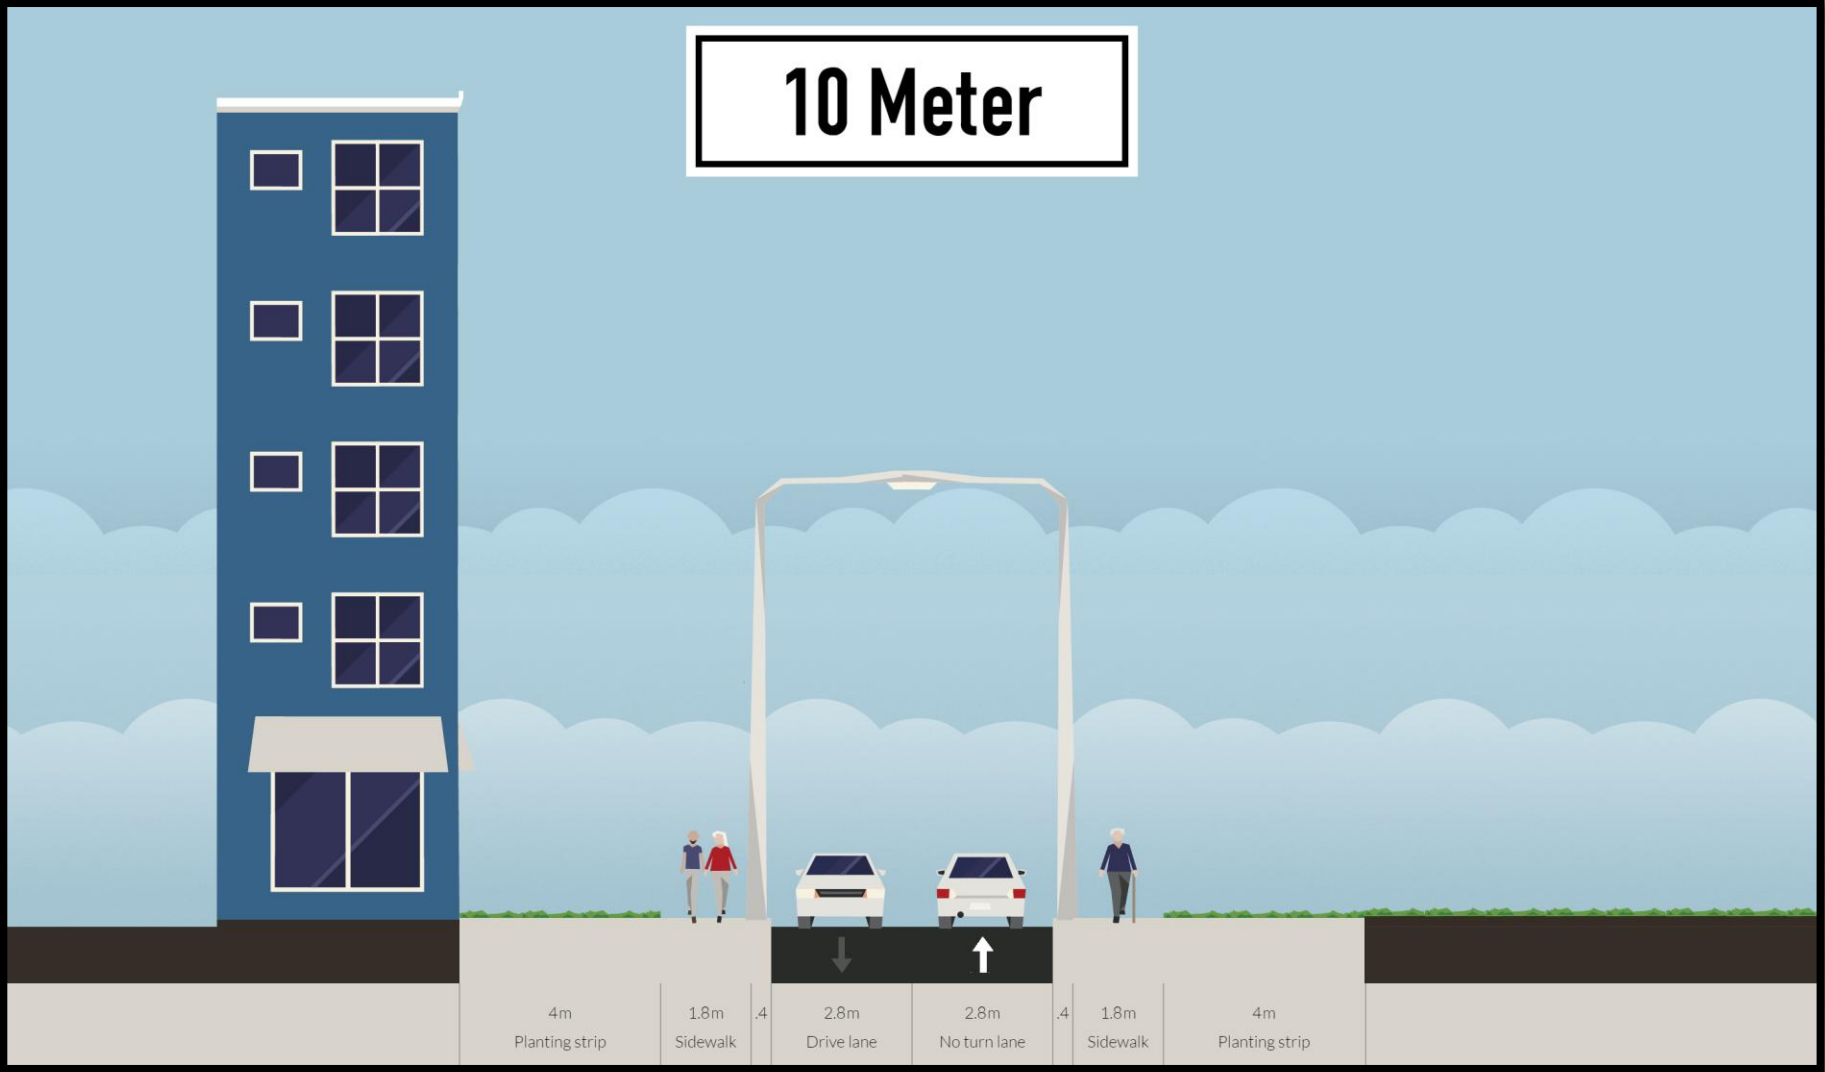 10 Meter
4m 1.8m .4 2.8m 2.8m .4 1.8m 4m
Planting strip Sidewalk Drive lane No turn lane Sidewalk Planting strip